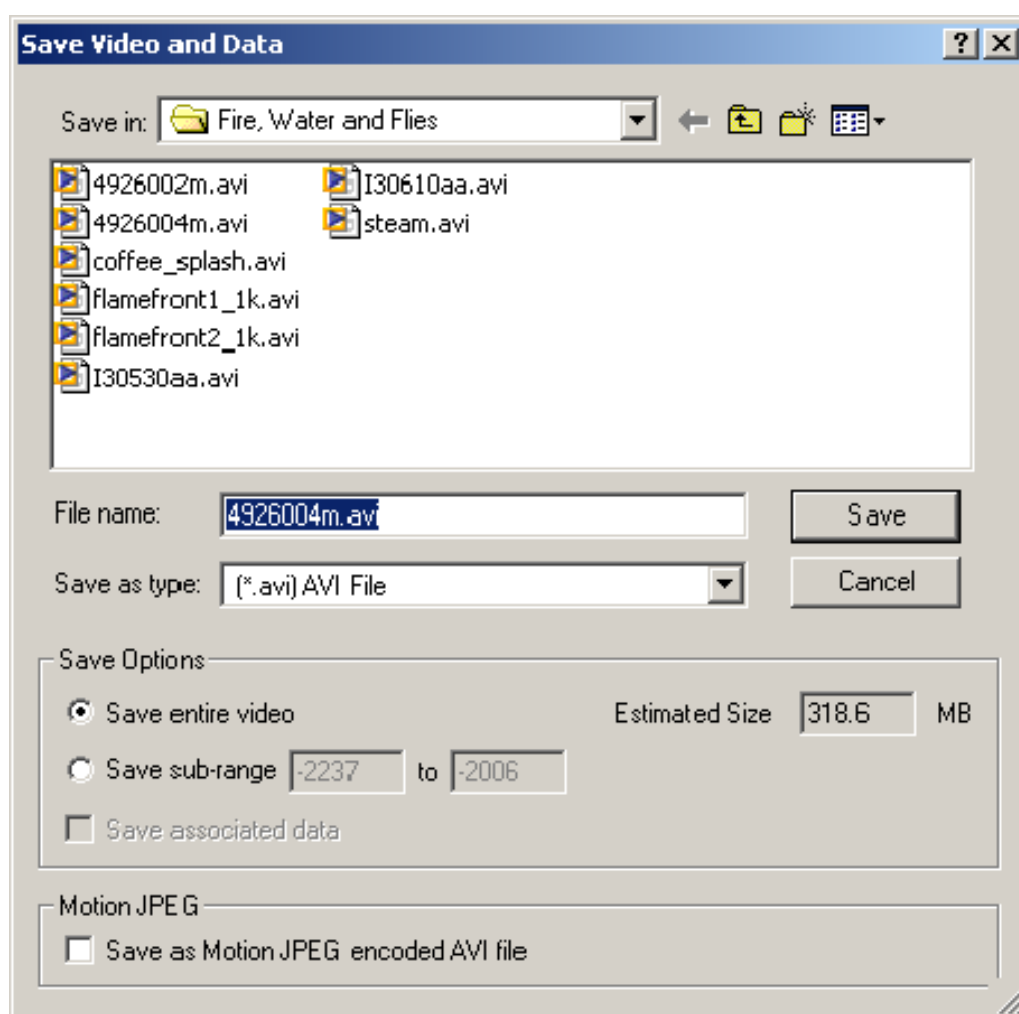 Save Video and Data
Save in: Fire, Water and Flies
4926002m.avi
4926004m.avi
coffee_splash.avi
flamefront1_1k.avi
flamefront2_1k.avi
I30530aa.avi
I30610aa.avi
steam.avi
File name: 4926004m.avi Save
Save as type: (*.avi) AVI File Cancel
Save Options
Save entire video Estimated Size 318.6 MB
Save sub-range -2237 to -2006
Save associated data
Motion JPEG
Save as Motion JPEG encoded AVI file